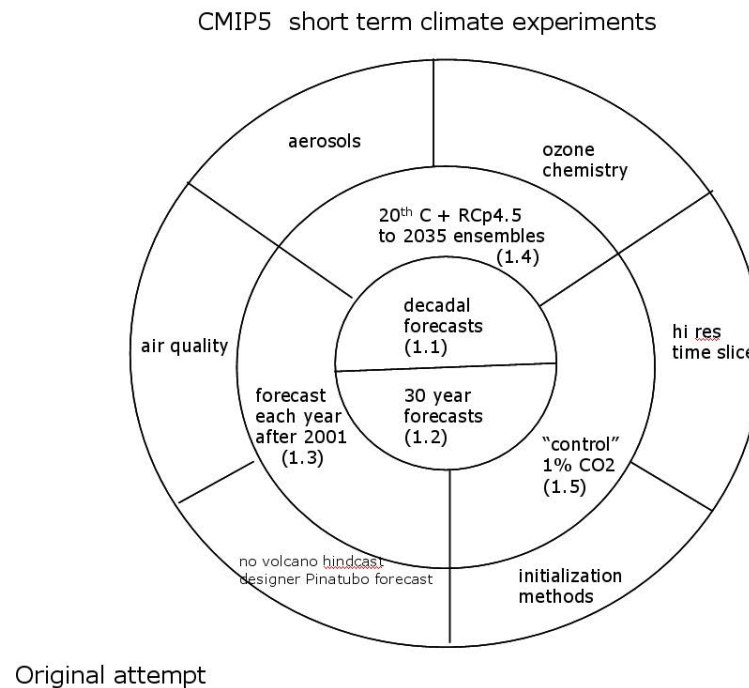 CMIP5 short term climate experiments
aerosols
ozone
chemistry
20th C + RCp4.5
to 2035 ensembles
(1.4)
decadal
forecasts
(1.1)
air quality
hi res
time slice
forecast
each year
after 2001
(1.3)
30 year
forecasts
(1.2)
“control”
1% CO2
(1.5)
no volcano hindcast
designer Pinatubo forecast
initialization
methods
Original attempt